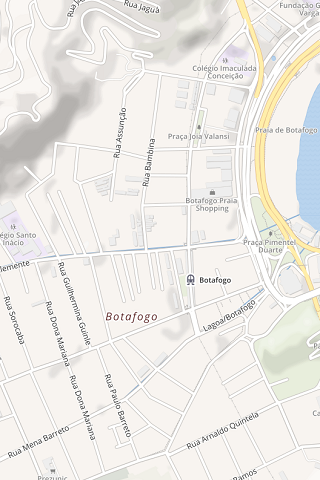 Rua Jaguá
Fundação G
Varga
Colégio Imaculada
Conceição
Rua Assunção
Rua Bambina
Praça Joia Valansi
Praia de Botafogo
Botafogo Praia
Shopping
égio Santo
Inácio
Praça Pimentel
Duarte
lemente
Rua Guilhermina Guinle
Botafogo
Rua Sorocaba
Rua Dona Mariana
Botafogo
Lagoa/Botafogo
Rua Dona Mariana
Rua Paulo Barreto
Rua Mena Barreto
Rua Arnaldo Quintela
Prezunic
Ramos